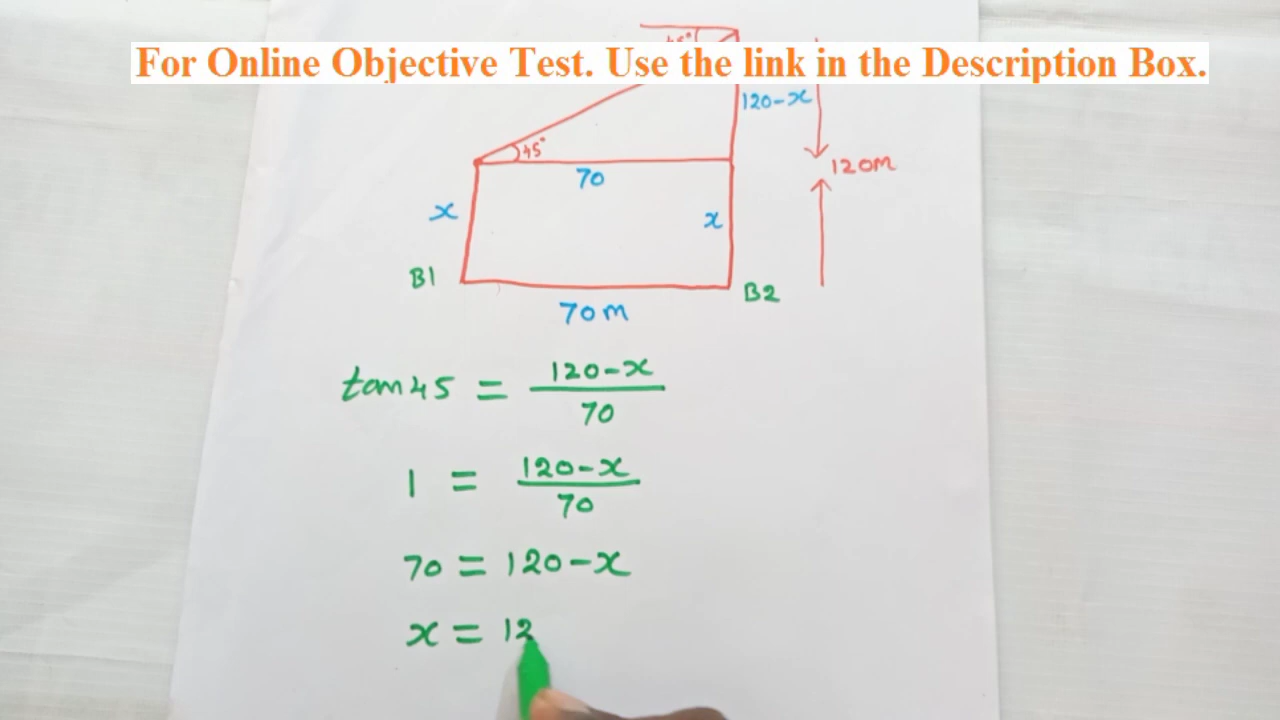 45°
For Online Objective Test. Use the link in the Description Box.
120-x
45°
70
120M
x
x
B1
B2
70M
tan45 = 120-x / 70
1 = 120-x / 70
70 = 120-x
x = 12